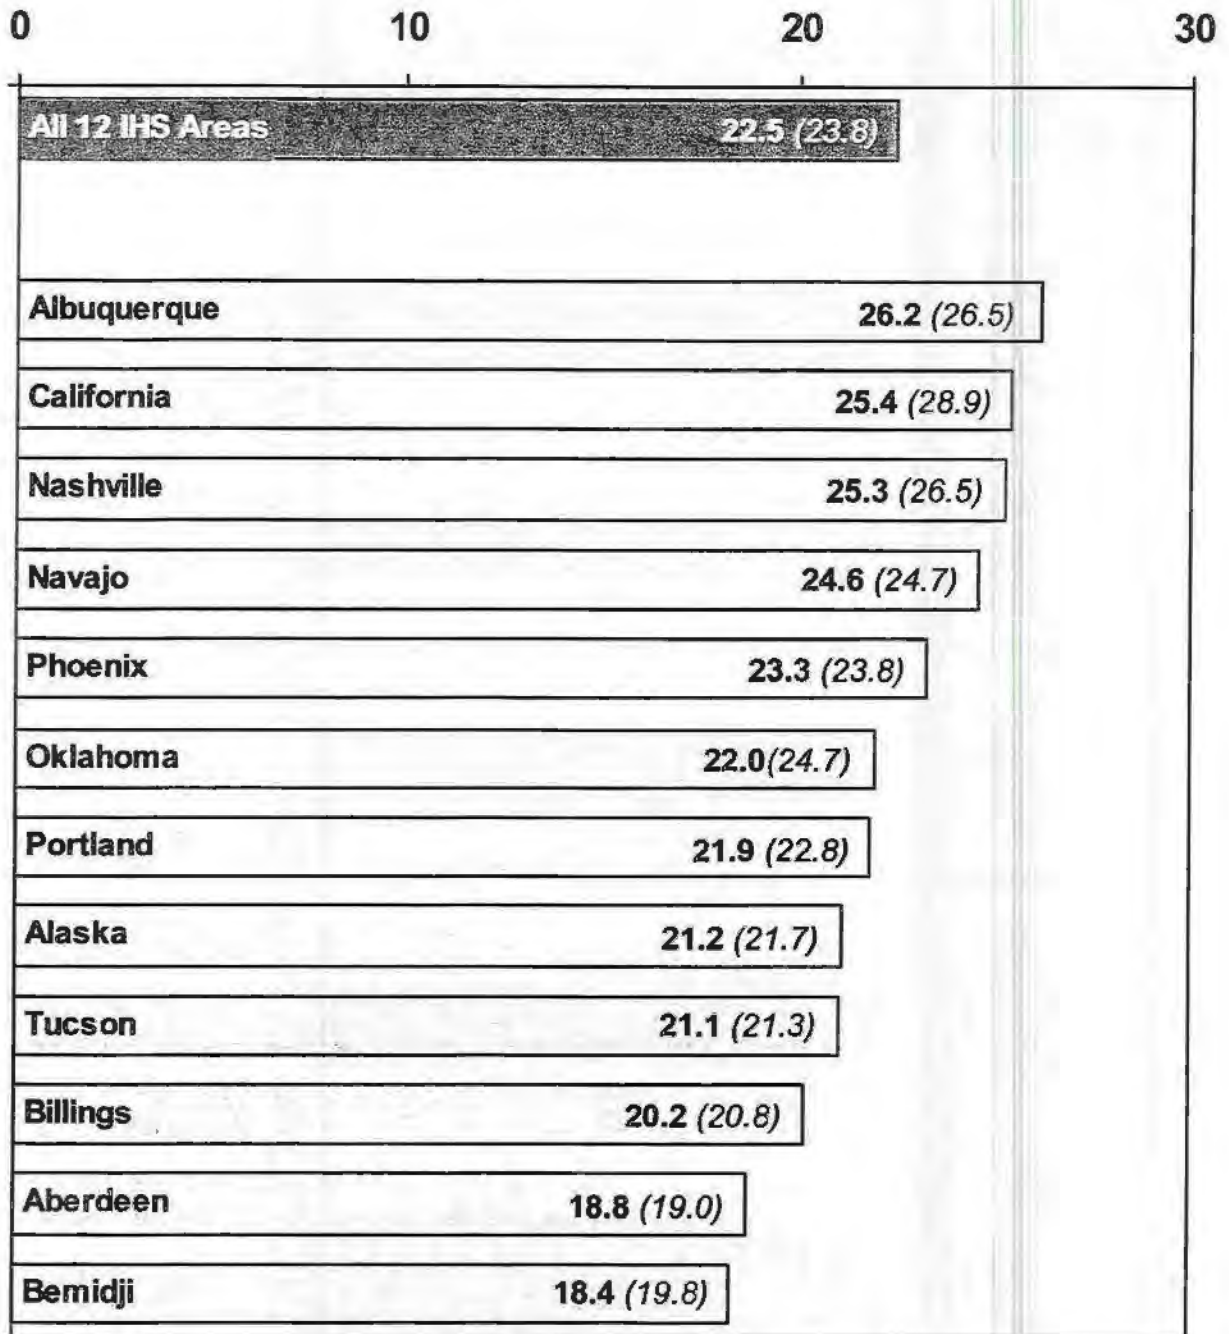 0 10 20 30
All 12 IHS Areas 22.5 (23.8)
Albuquerque 26.2 (26.5)
California 25.4 (28.9)
Nashville 25.3 (26.5)
Navajo 24.6 (24.7)
Phoenix 23.3 (23.8)
Oklahoma 22.0(24.7)
Portland 21.9 (22.8)
Alaska 21.2 (21.7)
Tucson 21.1 (21.3)
Billings 20.2 (20.8)
Aberdeen 18.8 (19.0)
Bemidji 18.4 (19.8)